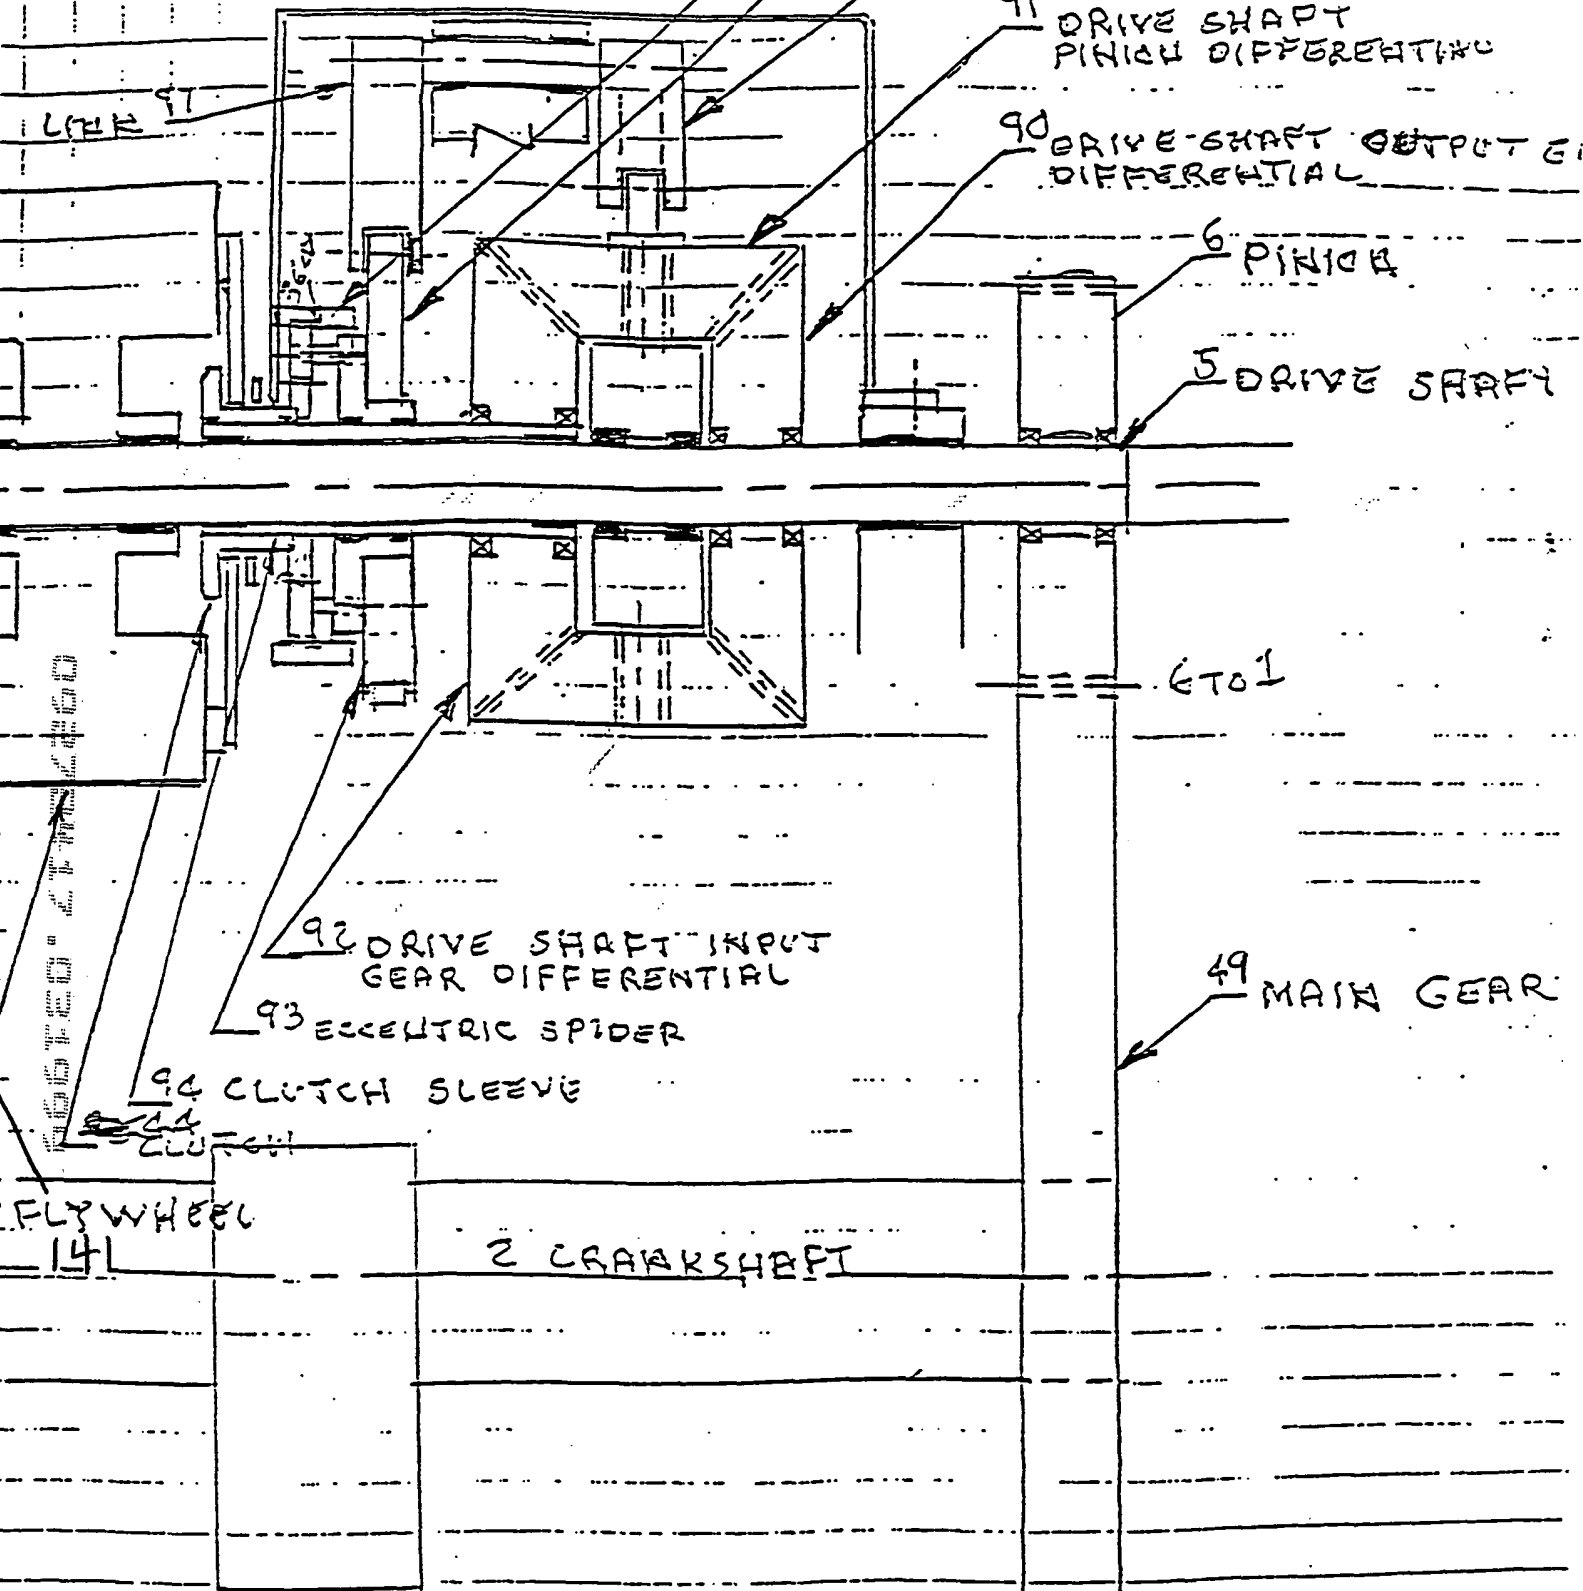 91
DRIVE SHAFT
PINION DIFFERENTIAL
97
LINK
90
DRIVE-SHAFT OUTPUT
DIFFERENTIAL
6 PINION
5 DRIVE SHAFT
6 TO 1
92 DRIVE SHAFT INPUT
GEAR DIFFERENTIAL
49 MAIN GEAR
93 ECCENTRIC SPIDER
94 CLUTCH SLEEVE
CLUTCH
FLYWHEEL
141
2 CRANKSHAFT